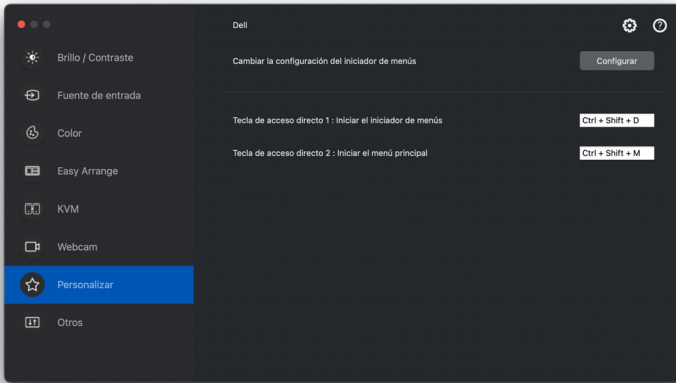 Dell
Brillo / Contraste
Cambiar la configuración del iniciador de menús
Configurar
Fuente de entrada
Tecla de acceso directo 1 : Iniciar el iniciador de menús
Ctrl + Shift + D
Color
Tecla de acceso directo 2 : Iniciar el menú principal
Ctrl + Shift + M
Easy Arrange
KVM
Webcam
Personalizar
Otros